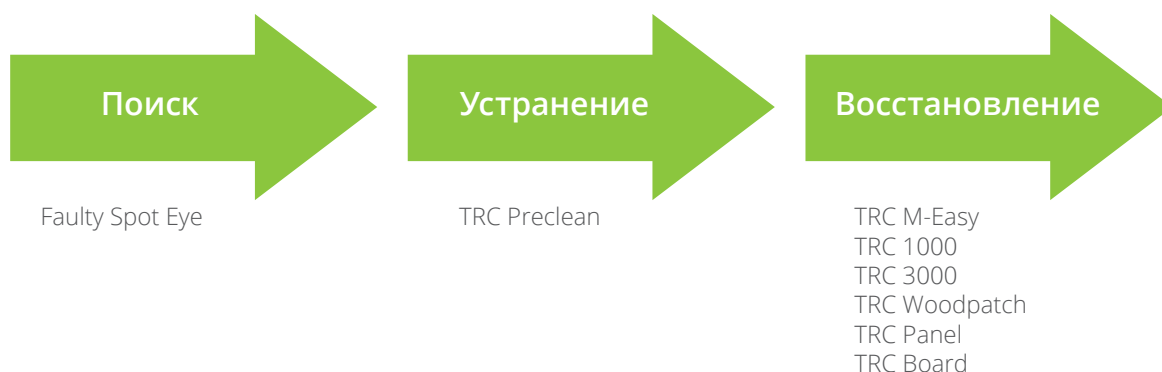 Поиск
Устранение
Восстановление
Faulty Spot Eye
TRC Preclean
TRC M-Easy
TRC 1000
TRC 3000
TRC Woodpatch
TRC Panel
TRC Board